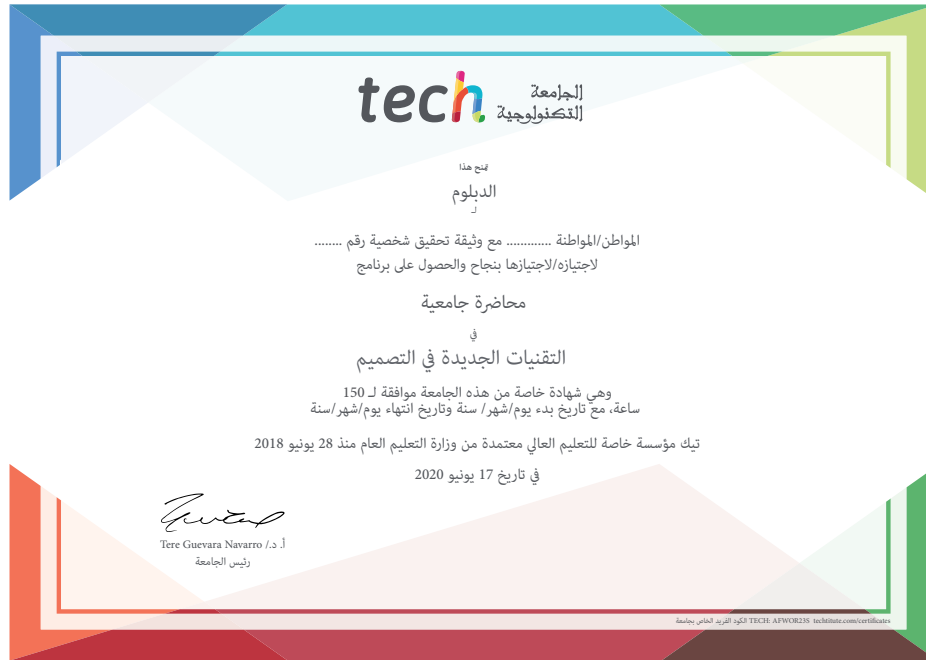 tech الجامعة
التكنولوجية
يمنح هذا
الدبلوم
لـ
المواطن/المواطنة ............. مع وثيقة تحقيق شخصية رقم ........
لاجتيازه/لاجتيازها بنجاح والحصول على برنامج
محاضرة جامعية
في
التقنيات الجديدة في التصميم
وهي شهادة خاصة من هذه الجامعة موافقة لـ 150
ساعة، مع تاريخ بدء يوم/شهر/ سنة وتاريخ انتهاء يوم/شهر/سنة
تيك مؤسسة خاصة للتعليم العالي معتمدة من وزارة التعليم العام منذ 28 يونيو 2018
في تاريخ 17 يونيو 2020
أ. د./ Tere Guevara Navarro
رئيس الجامعة
الكود الفريد الخاص بجامعة TECH: AFWOR23S techtitute.com/certificates